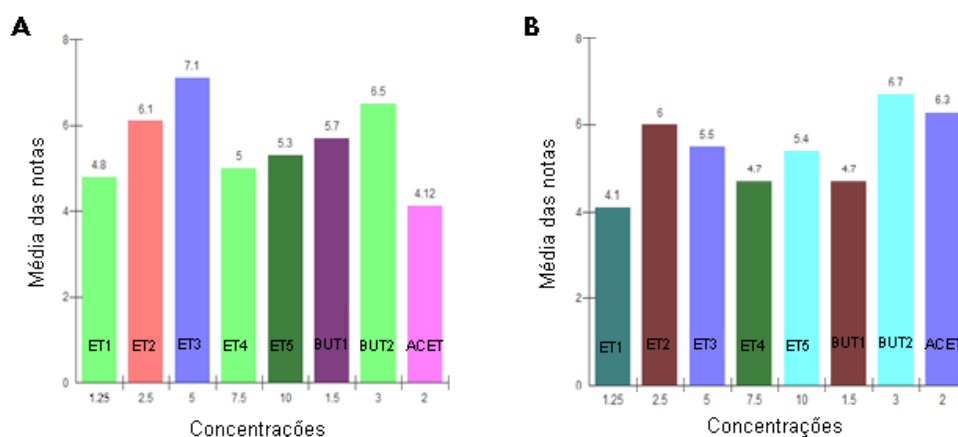 A
8
6
4
2
0
Média das notas
4.8
6.1
7.1
5
5.3
5.7
6.5
4.12
ET1
ET2
ET3
ET4
ET5
BUT1
BUT2
ACET
1.25
2.5
5
7.5
10
1.5
3
2
Concentrações
B
8
6
4
2
0
Média das notas
4.1
6
5.5
4.7
5.4
4.7
6.7
6.3
ET1
ET2
ET3
ET4
ET5
BUT1
BUT2
ACET
1.25
2.5
5
7.5
10
1.5
3
2
Concentrações